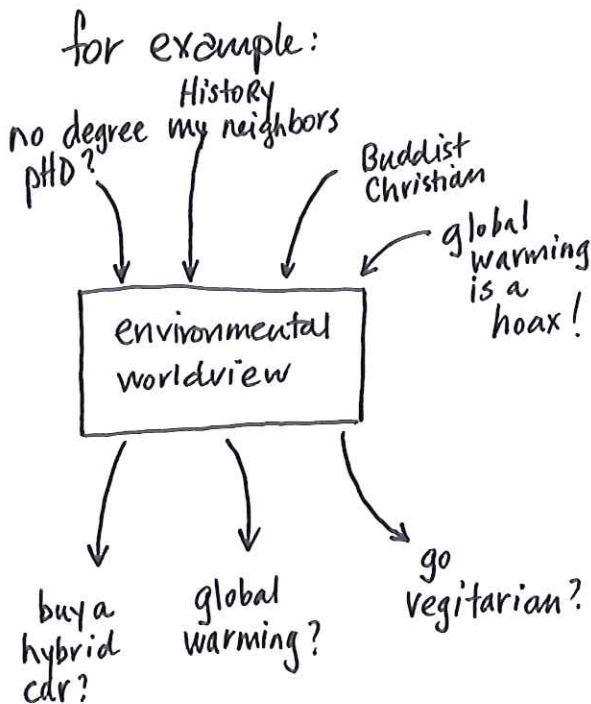 for example:
no degree
pHD?
HistoRy
my neighbors
Buddist
Christian
global
warming
is a
hoax!
environmental
worldview
buy a
hybrid
car?
global
warming?
go
vegitarian?